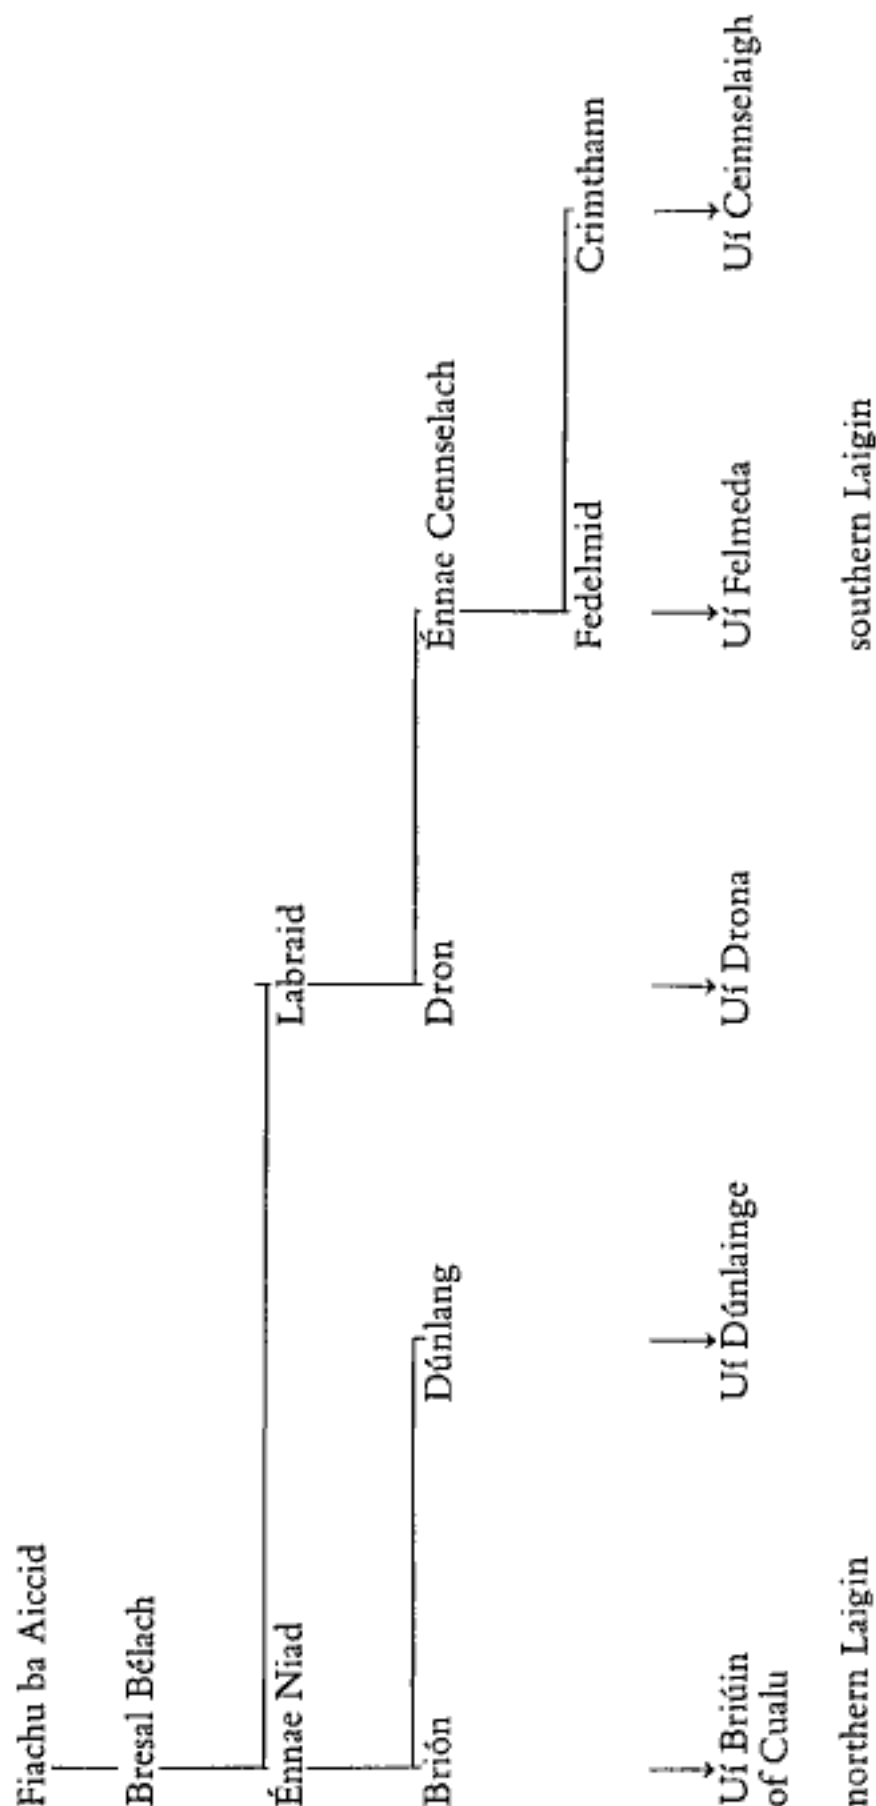 Fiachu ba Aiccid
Bresal Bélach
Énnae Niad
Labraid
Brión
Dúnlang
Dron
Énnae Cennselach
Fedelmid
Crimthann
Uí Briúin
of Cualu
Uí Dúnlainge
Uí Drona
Uí Felmeda
Uí Ceinnselaigh
northern Laigin
southern Laigin